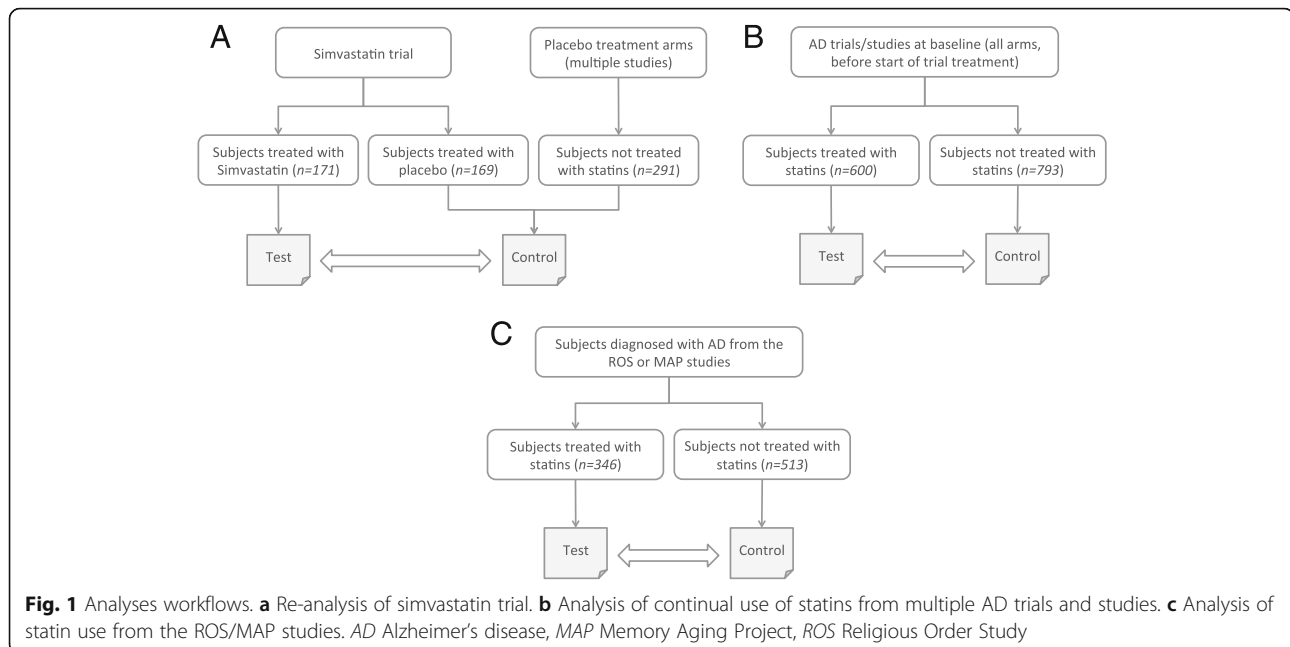 A
Simvastatin trial
Placebo treatment arms
(multiple studies)
Subjects treated with
Simvastatin (n=171)
Subjects treated with
placebo (n=169)
Subjects not treated
with statins (n=291)
Test
Control
B
AD trials/studies at baseline (all arms,
before start of trial treatment)
Subjects treated with
statins (n=600)
Subjects not treated with
statins (n=793)
Test
Control
C
Subjects diagnosed with AD from the
ROS or MAP studies
Subjects treated with
statins (n=346)
Subjects not treated with
statins (n=513)
Test
Control
Fig. 1 Analyses workflows. a Re-analysis of simvastatin trial. b Analysis of continual use of statins from multiple AD trials and studies. c Analysis of
statin use from the ROS/MAP studies. AD Alzheimer's disease, MAP Memory Aging Project, ROS Religious Order Study